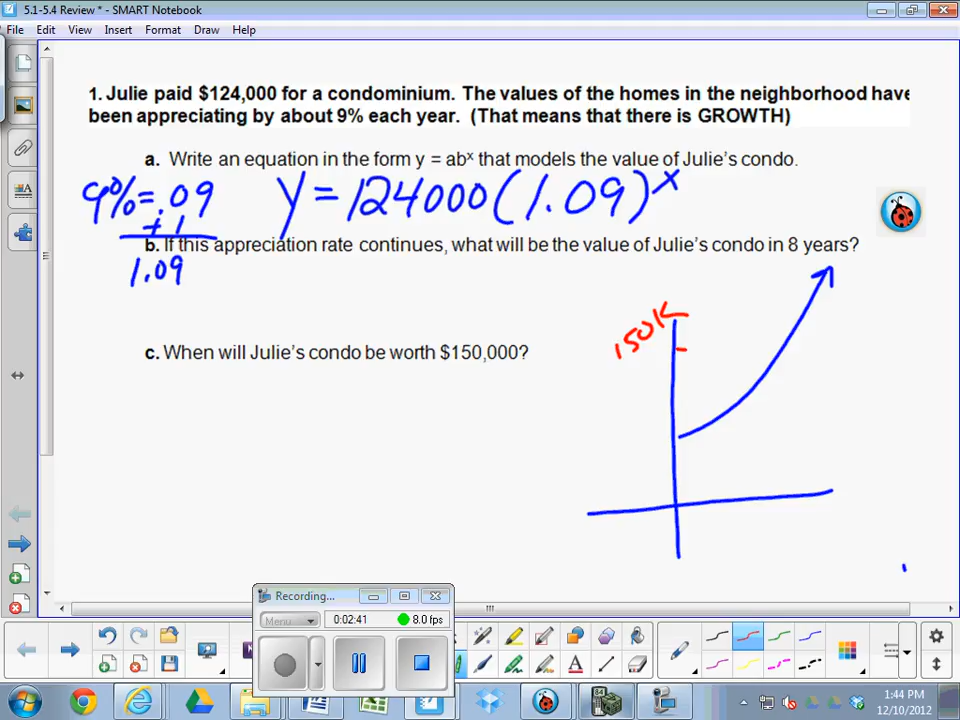 5.1-5.4 Review * - SMART Notebook
File Edit View Insert Format Draw Help
1. Julie paid $124,000 for a condominium. The values of the homes in the neighborhood have
been appreciating by about 9% each year. (That means that there is GROWTH)
a. Write an equation in the form y = abˣ that models the value of Julie's condo.
9% = .09 y = 124000(1.09)ˣ
+ 1
b. If this appreciation rate continues, what will be the value of Julie's condo in 8 years?
1.09
150K
c. When will Julie's condo be worth $150,000?
Recording...
Menu 0:02:41 8.0 fps
1:44 PM
12/10/2012